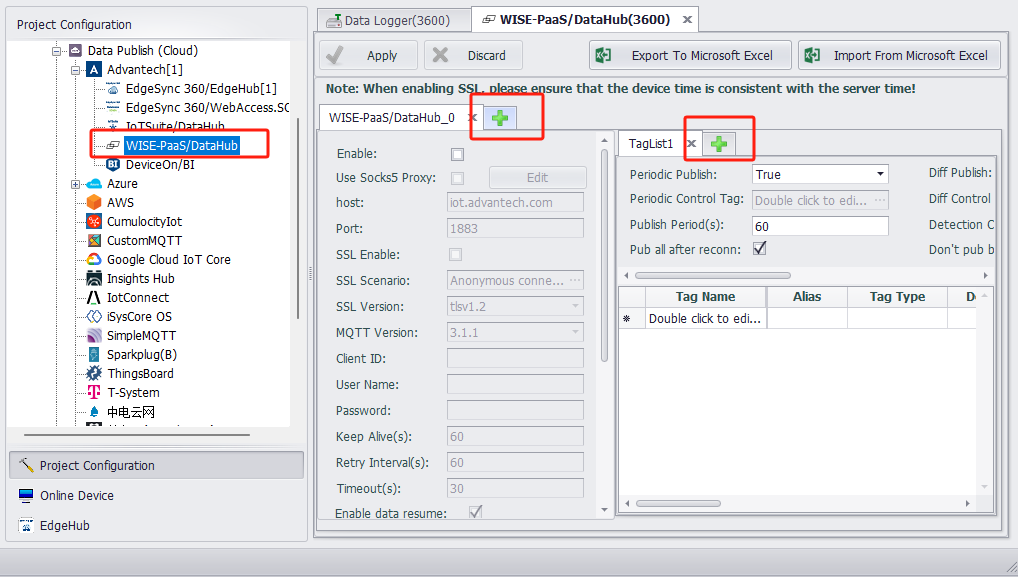 Project Configuration
Data Publish (Cloud)
Advantech[1]
EdgeSync 360/EdgeHub[1]
EdgeSync 360/WebAccess.SC
IoTSuite/DataHub
WISE-PaaS/DataHub
DeviceOn/BI
Azure
AWS
CumulocityIot
CustomMQTT
Google Cloud IoT Core
Insights Hub
IotConnect
iSysCore OS
SimpleMQTT
Sparkplug(B)
ThingsBoard
T-System
中电云网
Project Configuration
Online Device
EdgeHub
Data Logger(3600)
WISE-PaaS/DataHub(3600)
Apply
Discard
Export To Microsoft Excel
Import From Microsoft Excel
Note: When enabling SSL, please ensure that the device time is consistent with the server time!
WISE-PaaS/DataHub_0
Enable:
Use Socks5 Proxy:
Edit
host:
iot.advantech.com
Port:
1883
SSL Enable:
SSL Scenario:
Anonymous conne...
SSL Version:
tlsv1.2
MQTT Version:
3.1.1
Client ID:
User Name:
Password:
Keep Alive(s):
60
Retry Interval(s):
60
Timeout(s):
30
Enable data resume:
TagList1
Periodic Publish:
True
Diff Publish:
Periodic Control Tag:
Double click to edi...
Diff Control
Publish Period(s):
60
Detection C
Pub all after reconn:
Don't pub b
Tag Name
Alias
Tag Type
Double click to edi...